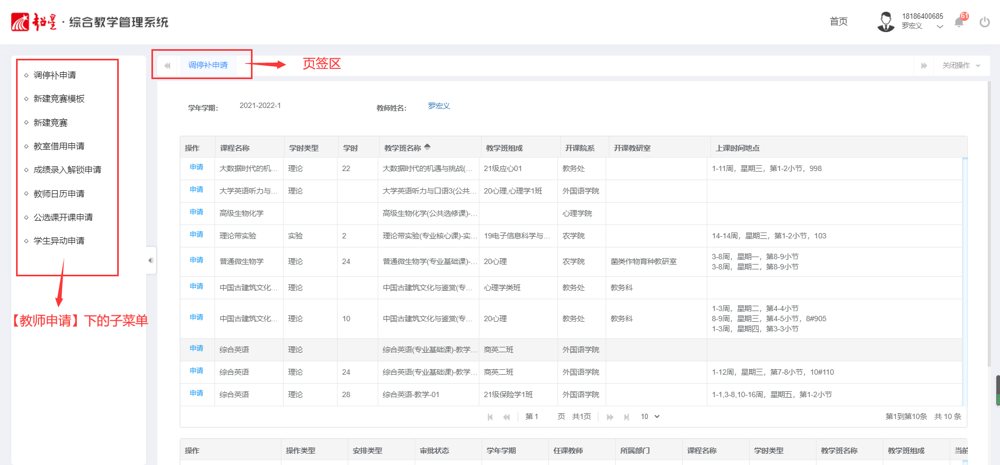 超星 · 综合教学管理系统
首页
18186400685
罗宏义
61
调停补申请
新建竞赛模板
新建竞赛
教室借用申请
成绩录入解锁申请
教师日历申请
公选课开课申请
学生异动申请
【教师申请】下的子菜单
调停补申请
页签区
关闭操作
学年学期： 2021-2022-1 教师姓名： 罗宏义
操作 课程名称 学时类型 学时 教学班名称 教学班组成 开课院系 开课教研室 上课时间地点
申请 大数据时代的机... 理论 22 大数据时代的机遇与挑战(... 21级应心01 教务处 1-11周，星期三，第1-2小节，998
申请 大学英语听力与... 理论 大学英语听力与口语3(公共... 20心理,心理学1班 外国语学院
申请 高级生物化学 高级生物化学(公共选修课)-... 心理学院
申请 理论带实验 实验 2 理论带实验(专业核心课)-实... 19电子信息科学与... 农学院 14-14周，星期三，第1-2小节，103
申请 普通微生物学 理论 24 普通微生物学(专业基础课)-... 20心理 农学院 菌类作物育种教研室 3-8周，星期一，第8-9小节
3-8周，星期二，第8-9小节
申请 中国古建筑文化... 理论 中国古建筑文化与鉴赏(专... 心理学类班 教务处 教务科
申请 中国古建筑文化... 理论 10 中国古建筑文化与鉴赏(专... 20心理 教务处 教务科 1-3周，星期二，第4-4小节
8-9周，星期三，第4-5小节，8#905
1-3周，星期四，第3-3小节
申请 综合英语 理论 综合英语(专业基础课)-教学... 商英二班 外国语学院
申请 综合英语 理论 24 综合英语(专业基础课)-教学... 商英二班 外国语学院 1-12周，星期三，第7-8小节，10#110
申请 综合英语 理论 28 综合英语-教学-01 21级保险学1班 外国语学院 1-1,3-8,10-16周，星期五，第1-2小节
第 1 页 共1页 10 第1到第10条 共 10 条
操作 操作类型 安排类型 审批状态 学年学期 任课教师 所属部门 课程名称 学时类型 教学班名称 教学班组成 当前